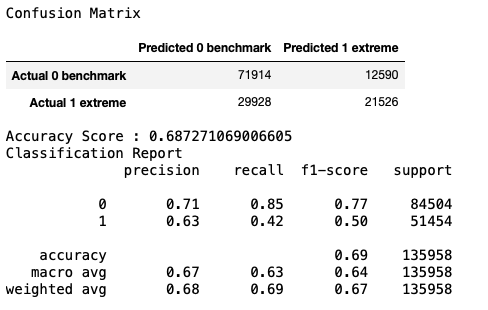 Confusion Matrix
Predicted 0 benchmark Predicted 1 extreme
Actual 0 benchmark 71914 12590
Actual 1 extreme 29928 21526
Accuracy Score : 0.687271069006605
Classification Report
precision recall f1-score support
0 0.71 0.85 0.77 84504
1 0.63 0.42 0.50 51454
accuracy 0.69 135958
macro avg 0.67 0.63 0.64 135958
weighted avg 0.68 0.69 0.67 135958